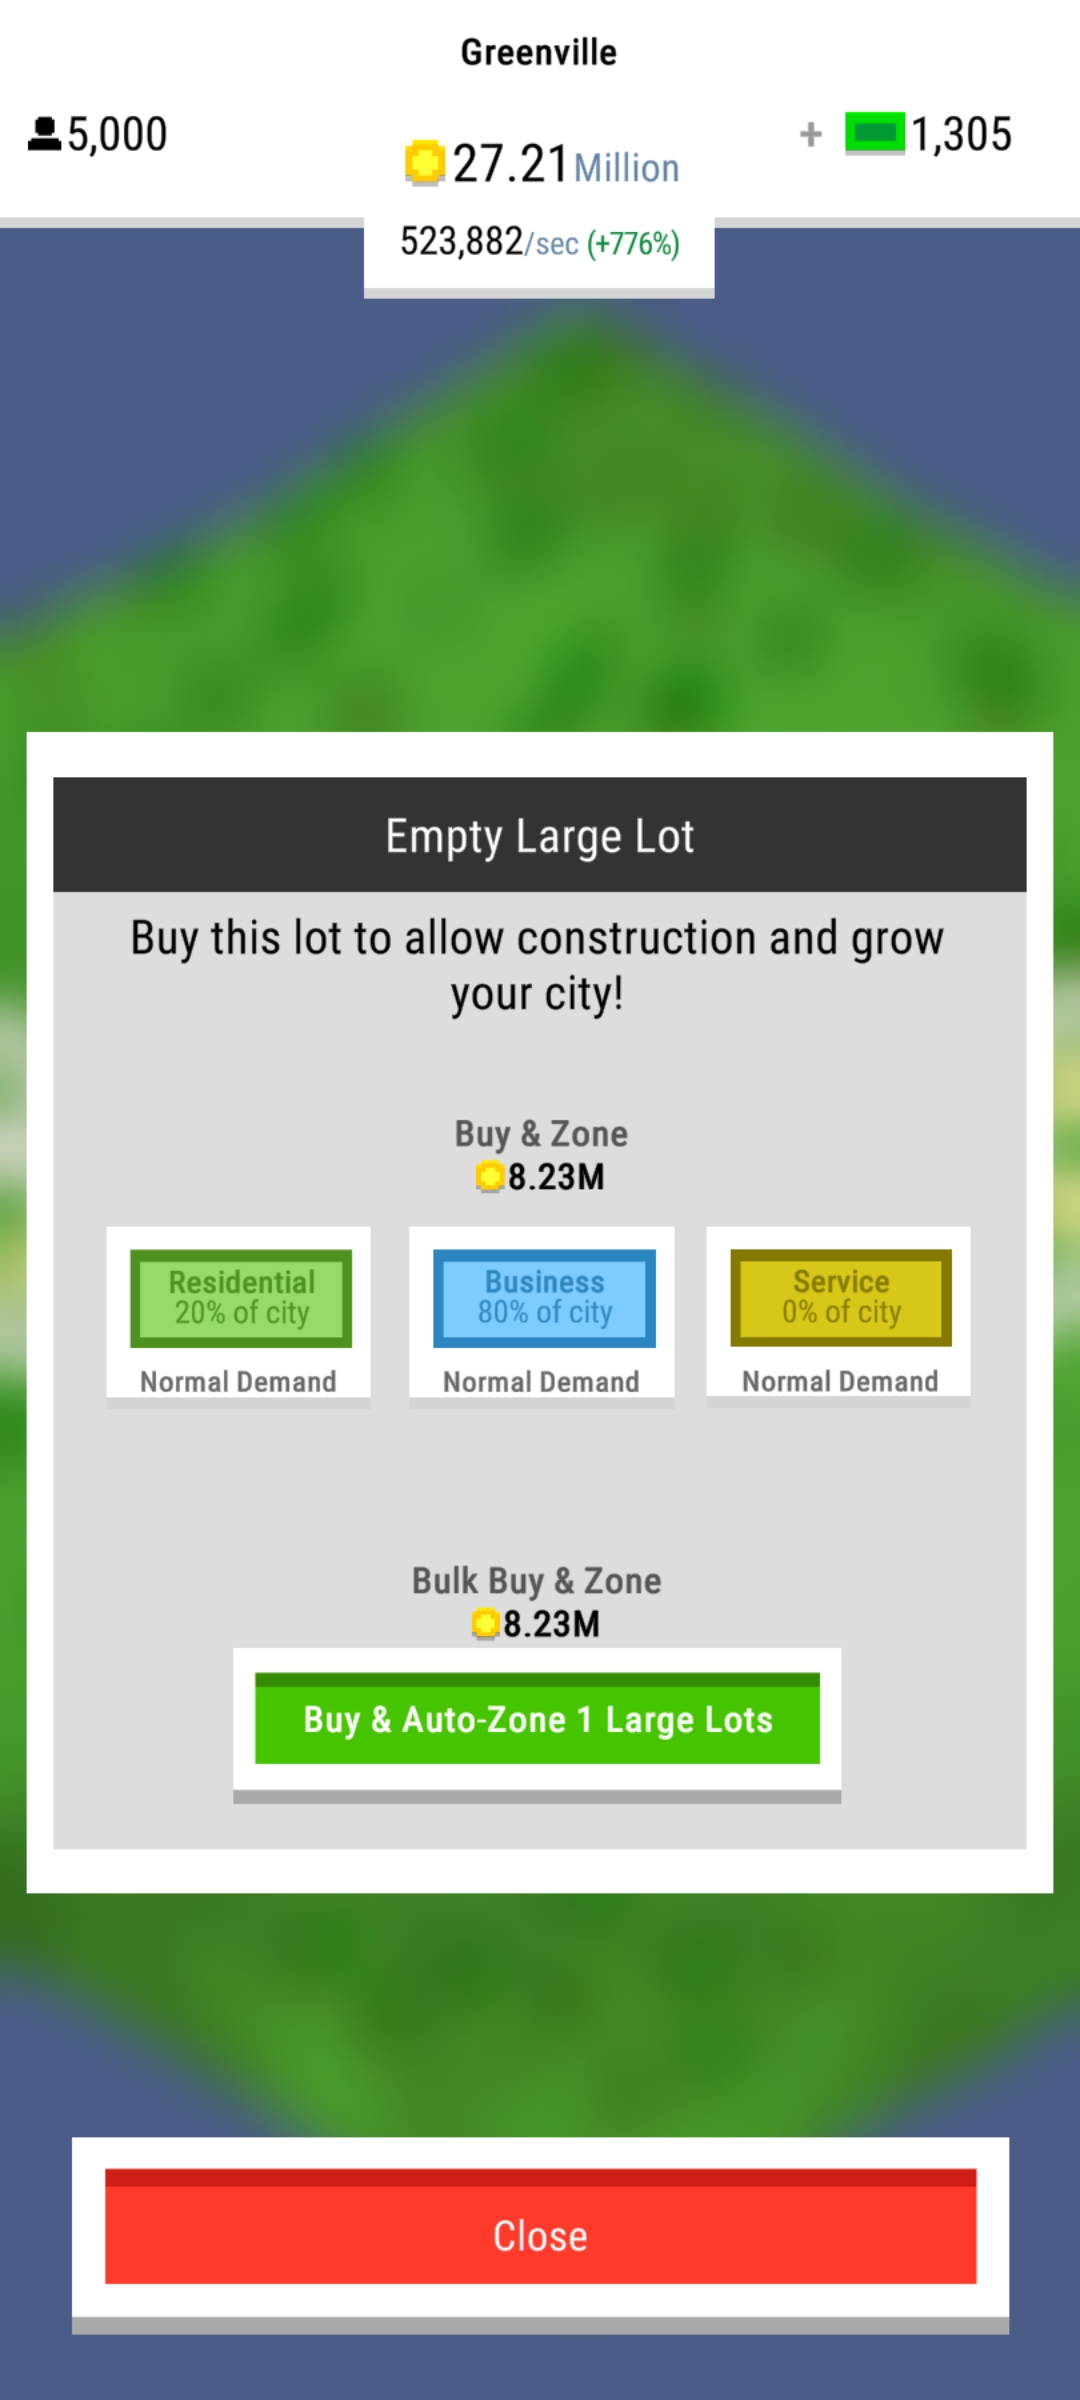 Greenville
5,000
27.21 Million
+ 1,305
523,882/sec (+776%)
Empty Large Lot
Buy this lot to allow construction and grow
your city!
Buy & Zone
8.23M
Residential
20% of city
Normal Demand
Business
80% of city
Normal Demand
Service
0% of city
Normal Demand
Bulk Buy & Zone
8.23M
Buy & Auto-Zone 1 Large Lots
Close